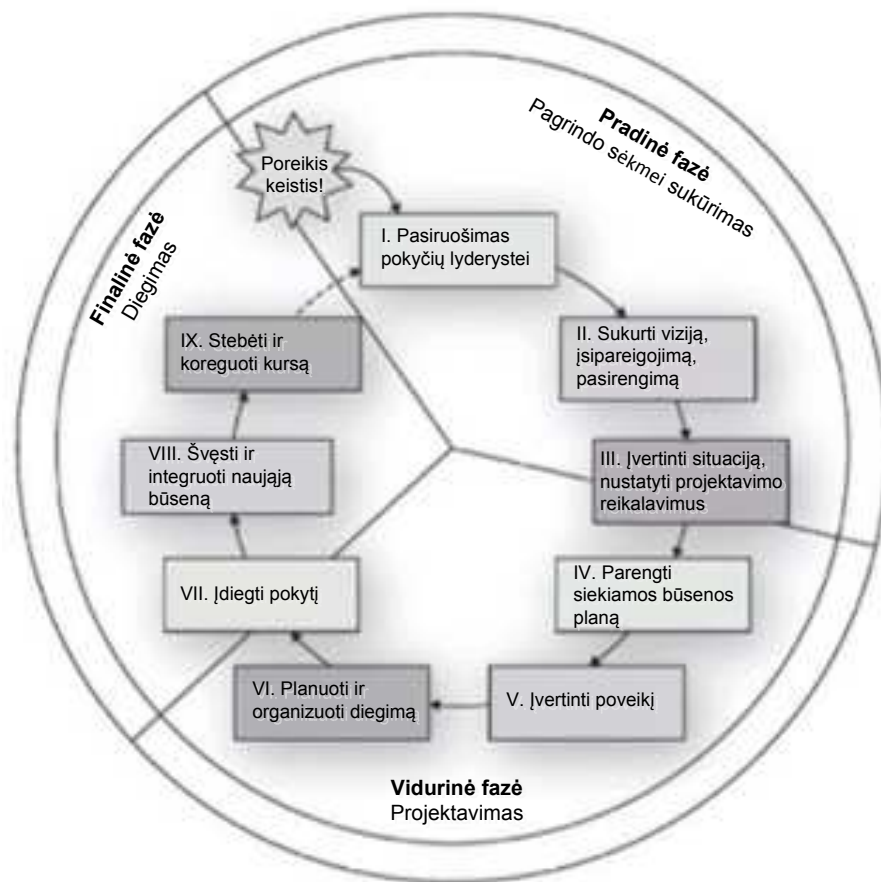 Pradinė fazė
Pagrindo sėkmei sukūrimas
Poreikis
keistis!
I. Pasiruošimas
pokyčių lyderystei
II. Sukurti viziją,
įsipareigojimą,
pasirengimą
III. Įvertinti situaciją,
nustatyti projektavimo
reikalavimus
IV. Parengti
siekiamos būsenos
planą
V. Įvertinti poveikį
VI. Planuoti ir
organizuoti diegimą
VII. Įdiegti pokytį
VIII. Švęsti ir
integruoti naująją
būseną
IX. Stebėti ir
koreguoti kursą
Finalinė fazė
Diegimas
Vidurinė fazė
Projektavimas